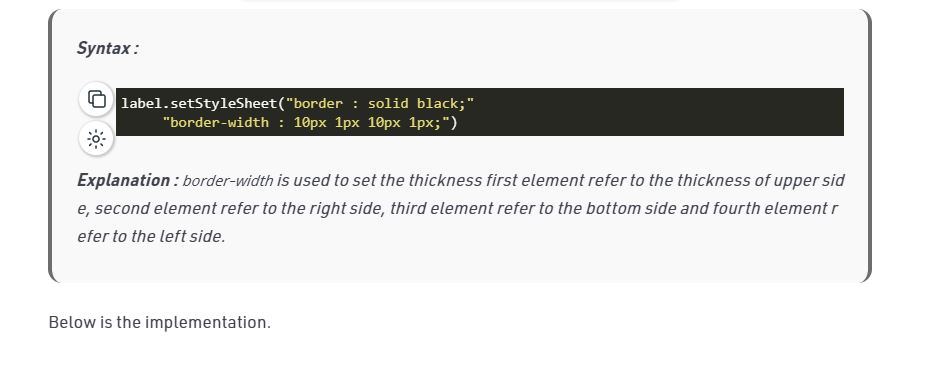 Syntax :
label.setStyleSheet("border : solid black;"
"border-width : 10px 1px 10px 1px;")
Explanation : border-width is used to set the thickness first element refer to the thickness of upper sid
e, second element refer to the right side, third element refer to the bottom side and fourth element r
efer to the left side.
Below is the implementation.